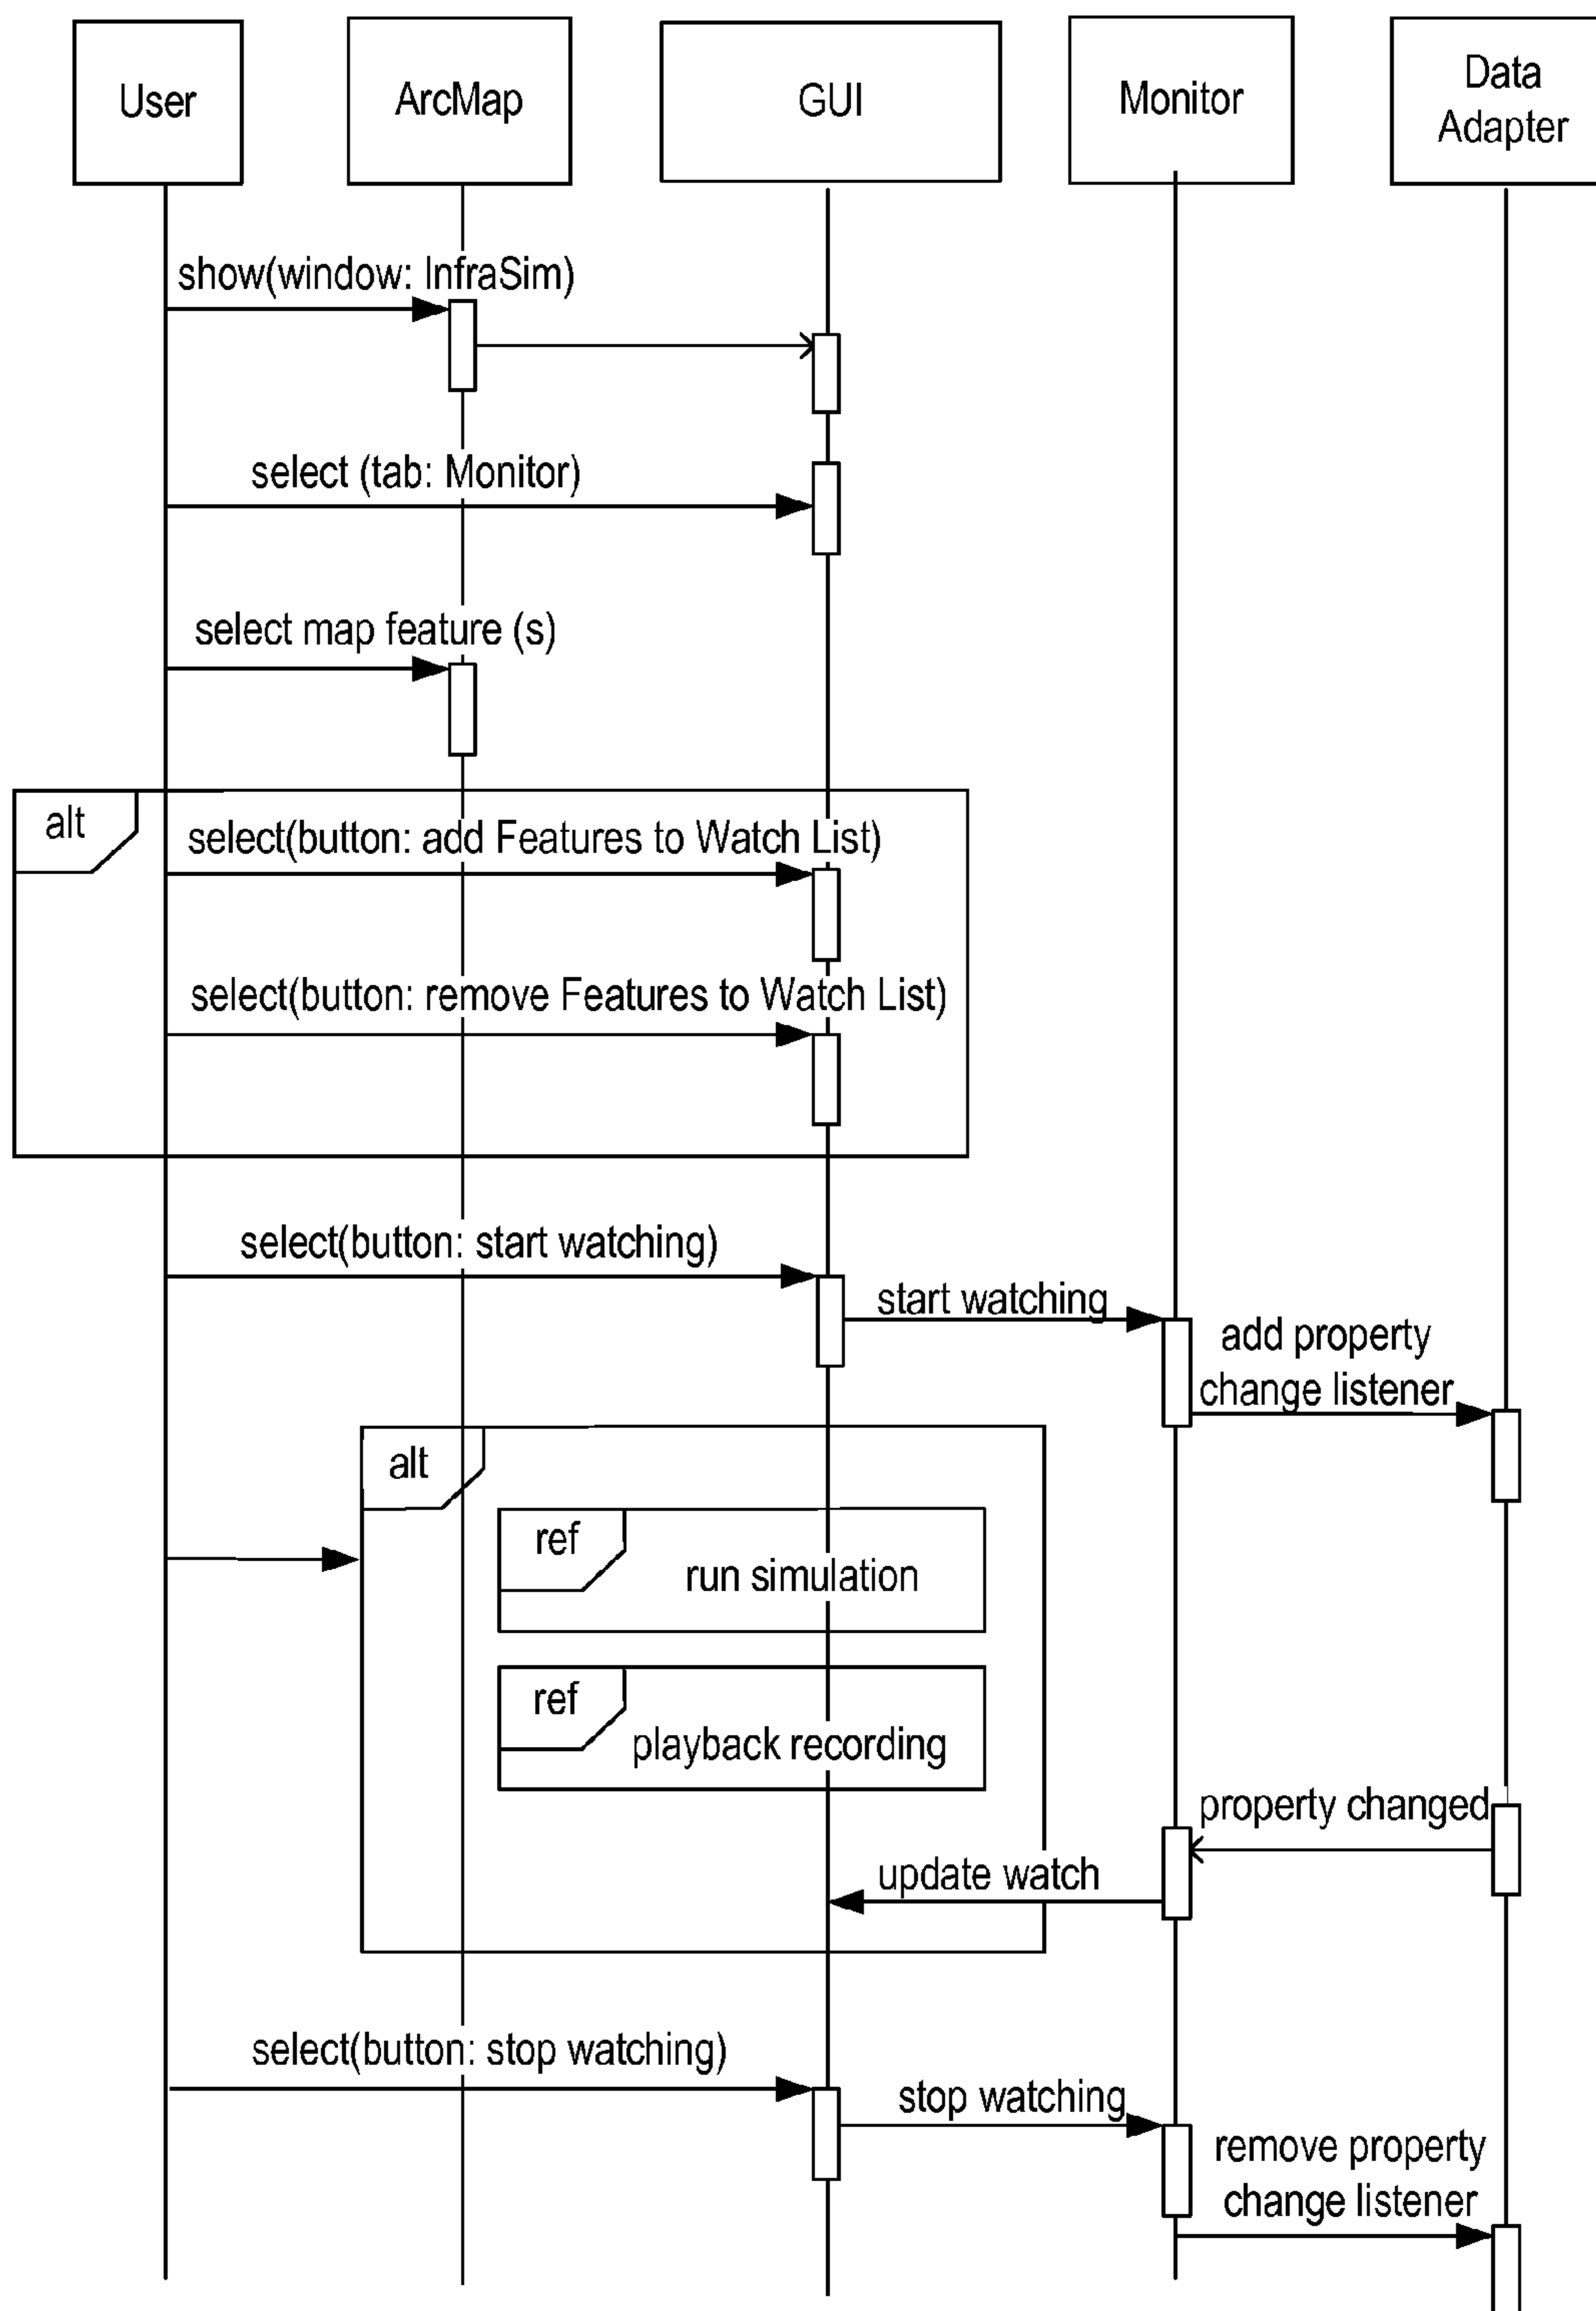 User
ArcMap
GUI
Monitor
Data
Adapter
show(window: InfraSim)
select (tab: Monitor)
select map feature (s)
alt
select(button: add Features to Watch List)
select(button: remove Features to Watch List)
select(button: start watching)
start watching
add property
change listener
alt
ref
run simulation
ref
playback recording
property changed
update watch
select(button: stop watching)
stop watching
remove property
change listener